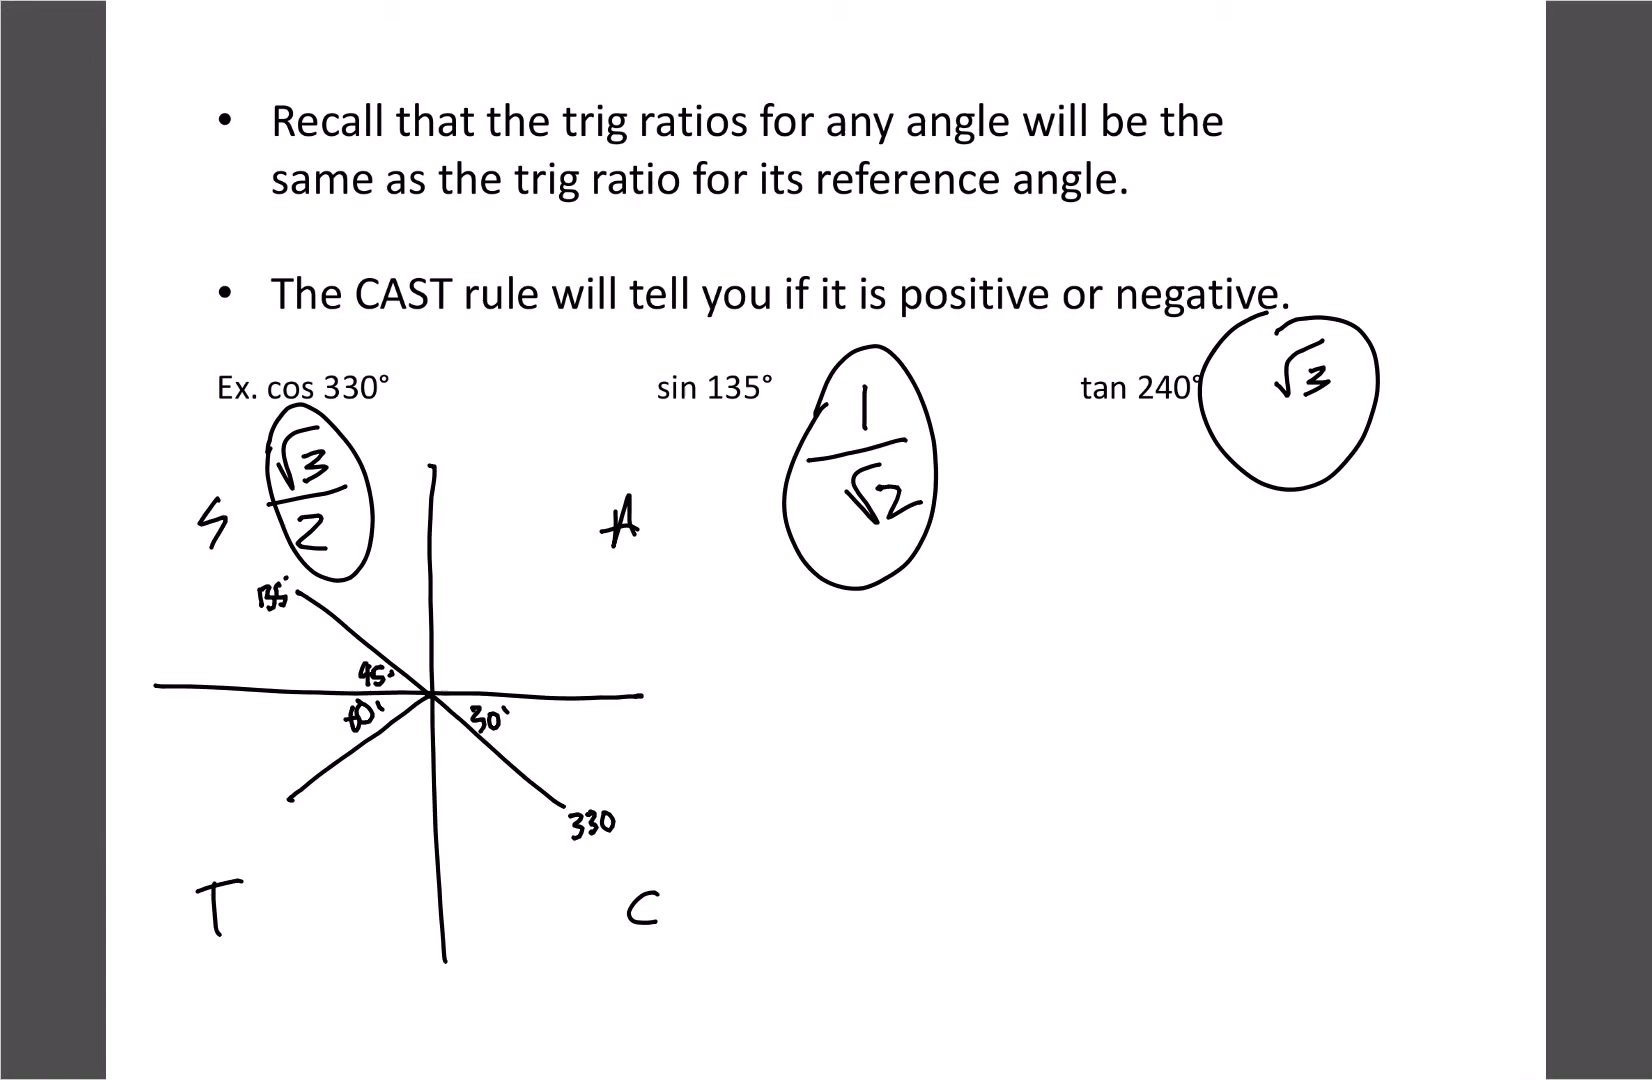 • Recall that the trig ratios for any angle will be the
same as the trig ratio for its reference angle.
• The CAST rule will tell you if it is positive or negative.
Ex. cos 330° sin 135° tan 240°
√3/2 1/√2 √3
S A
135°
45°
60° 30°
330
T C